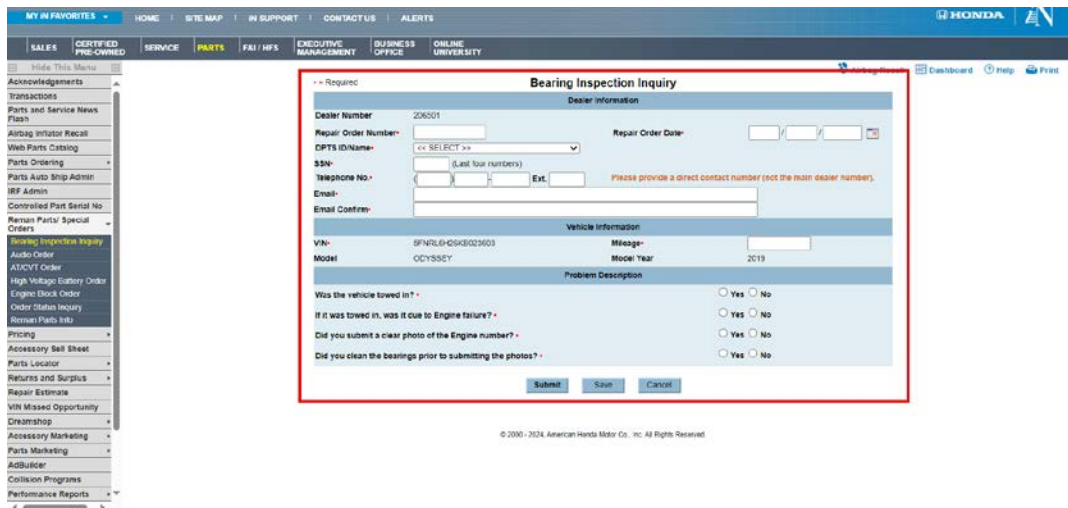 MY iN FAVORITES
HOME
SITE MAP
iN SUPPORT
CONTACT US
ALERTS
HONDA
iN
SALES
CERTIFIED PRE-OWNED
SERVICE
PARTS
F&I / HFS
EXECUTIVE MANAGEMENT
BUSINESS OFFICE
ONLINE UNIVERSITY
Hide This Menu
Dashboard
Help
Print
Acknowledgements
Transactions
Parts and Service News
Flash
Airbag Inflator Recall
Web Parts Catalog
Parts Ordering
Parts Auto Ship Admin
IRF Admin
Controlled Part Serial No
Reman Parts/ Special
Orders
Bearing Inspection Inquiry
Audio Order
AT/CVT Order
High Voltage Battery Order
Engine Block Order
Order Status Inquiry
Reman Parts Info
Pricing
Accessory Sell Sheet
Parts Locator
Returns and Surplus
Repair Estimate
VIN Missed Opportunity
Dreamshop
Accessory Marketing
Parts Marketing
AdBuilder
Collision Programs
Performance Reports
• = Required
Bearing Inspection Inquiry
Dealer Information
Dealer Number 206501
Repair Order Number• Repair Order Date• / /
DPTS ID/Name• << SELECT >>
SSN• (Last four numbers)
Telephone No.• ( ) - Ext. Please provide a direct contact number (not the main dealer number).
Email•
Email Confirm•
Vehicle Information
VIN• Mileage•
Model ODYSSEY Model Year 2019
Problem Description
Was the vehicle towed in? • Yes No
If it was towed in, was it due to Engine failure? • Yes No
Did you submit a clear photo of the Engine number? • Yes No
Did you clean the bearings prior to submitting the photos? • Yes No
Submit Save Cancel
© 2000 - 2024, American Honda Motor Co., Inc. All Rights Reserved.